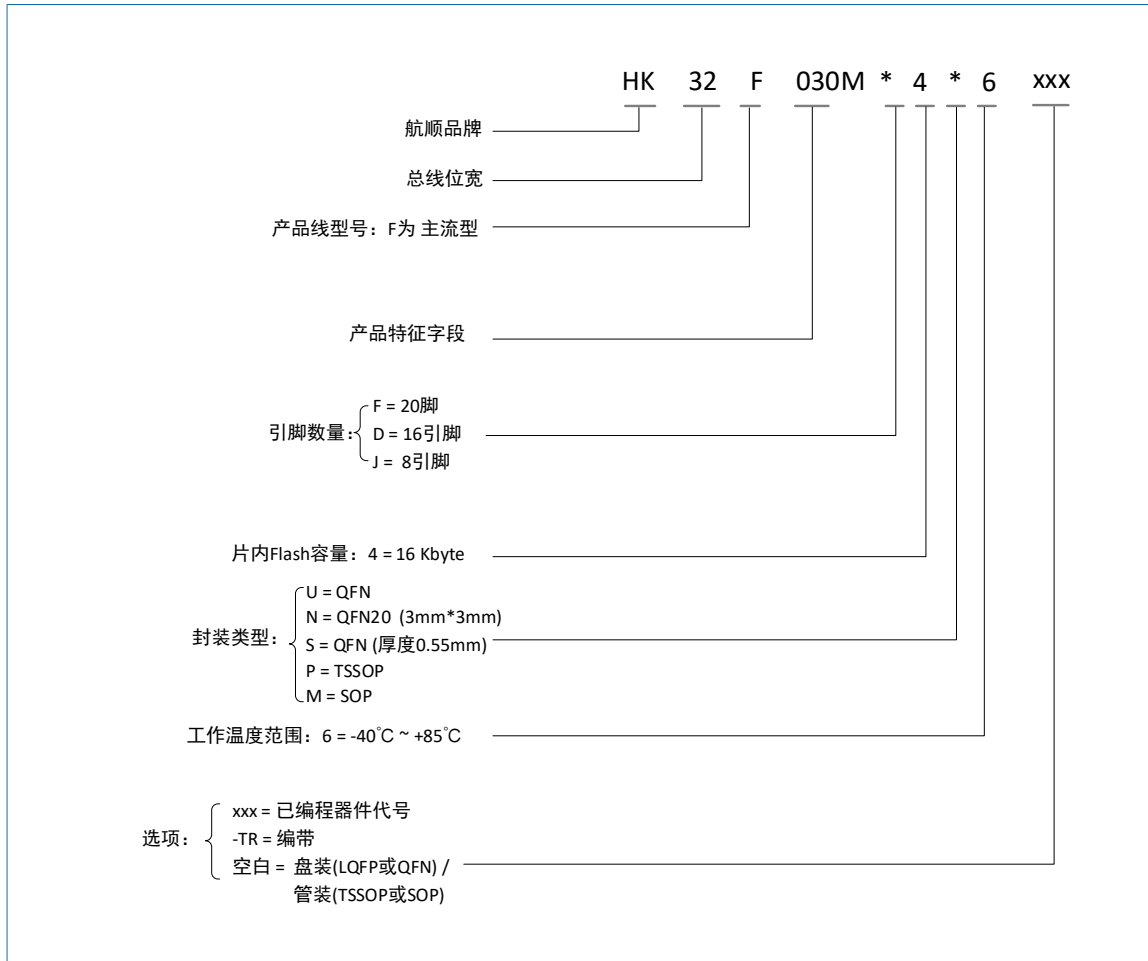 HK 32 F 030M * 4 * 6 xxx
航顺品牌
总线位宽
产品线型号：F为 主流型
产品特征字段
F = 20脚
引脚数量：
D = 16引脚
J = 8引脚
片内Flash容量：4 = 16 Kbyte
U = QFN
N = QFN20 (3mm*3mm)
封装类型：
S = QFN (厚度0.55mm)
P = TSSOP
M = SOP
工作温度范围：6 = -40℃ ~ +85℃
xxx = 已编程器件代号
选项：
-TR = 编带
空白 = 盘装(LQFP或QFN) /
管装(TSSOP或SOP)